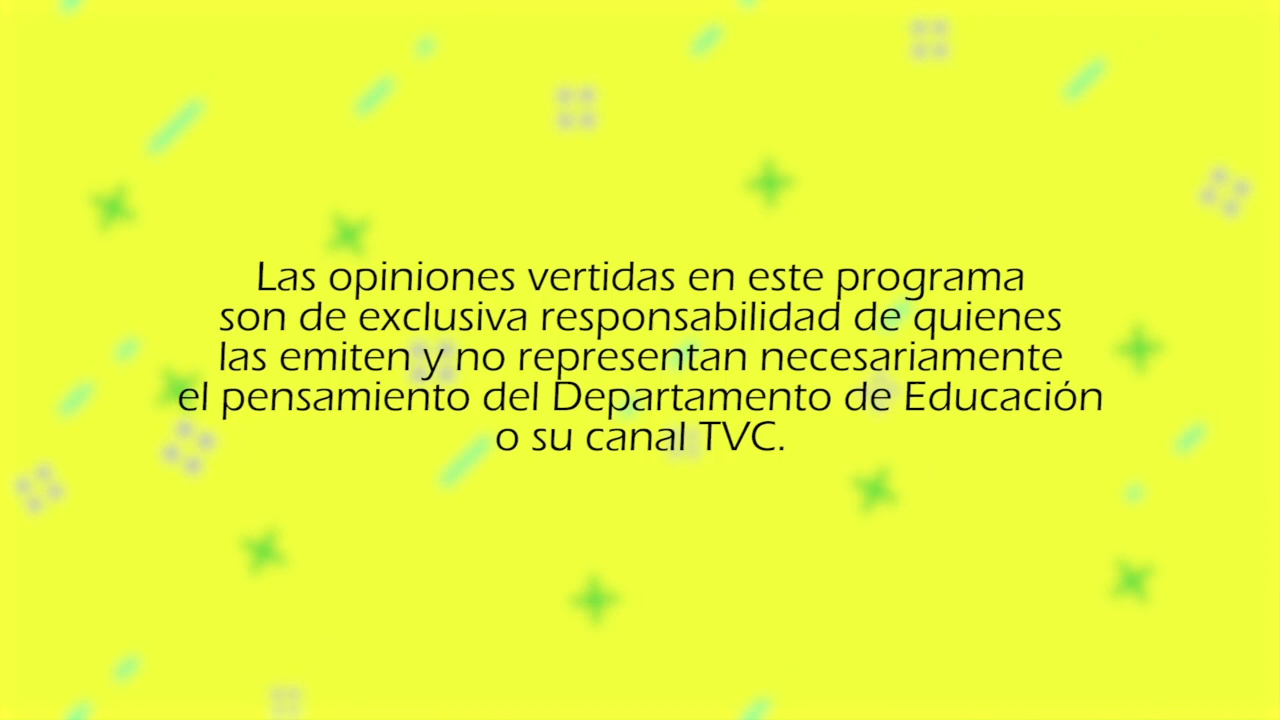 Las opiniones vertidas en este programa
son de exclusiva responsabilidad de quienes
las emiten y no representan necesariamente
el pensamiento del Departamento de Educación
o su canal TVC.